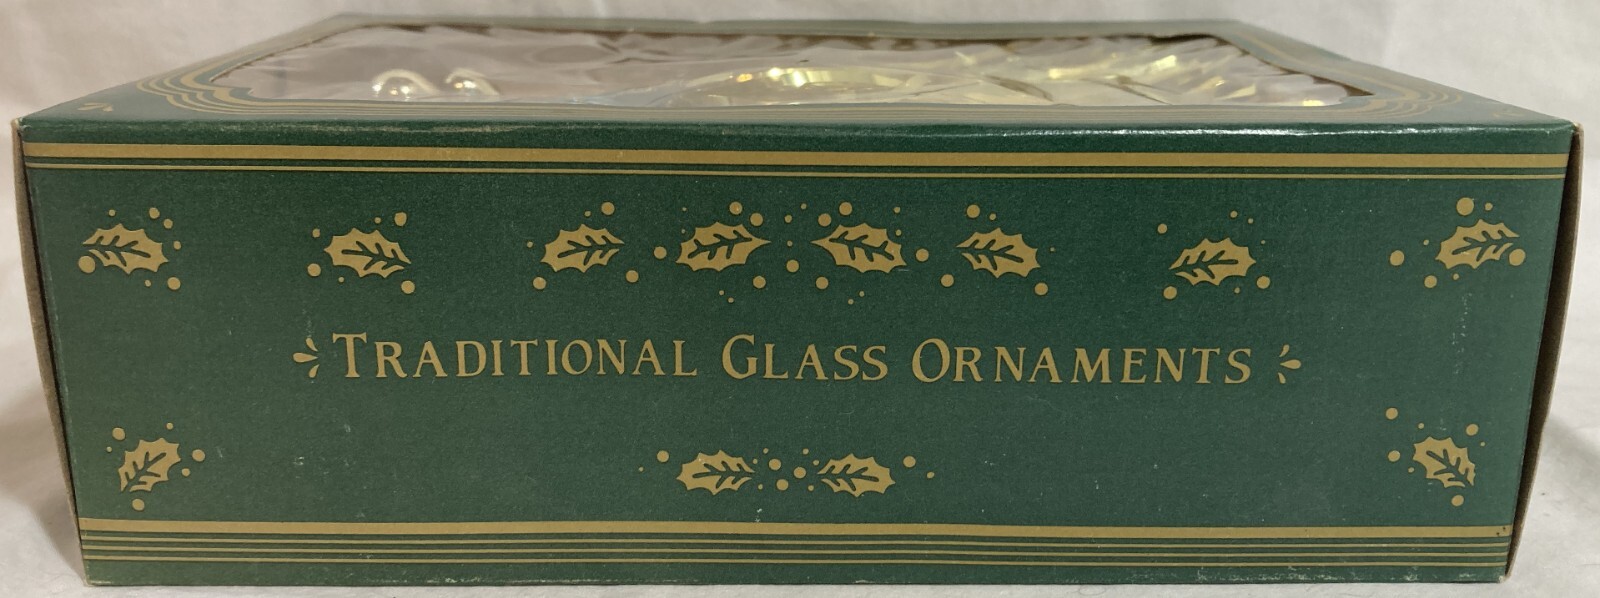 Traditional Glass Ornaments